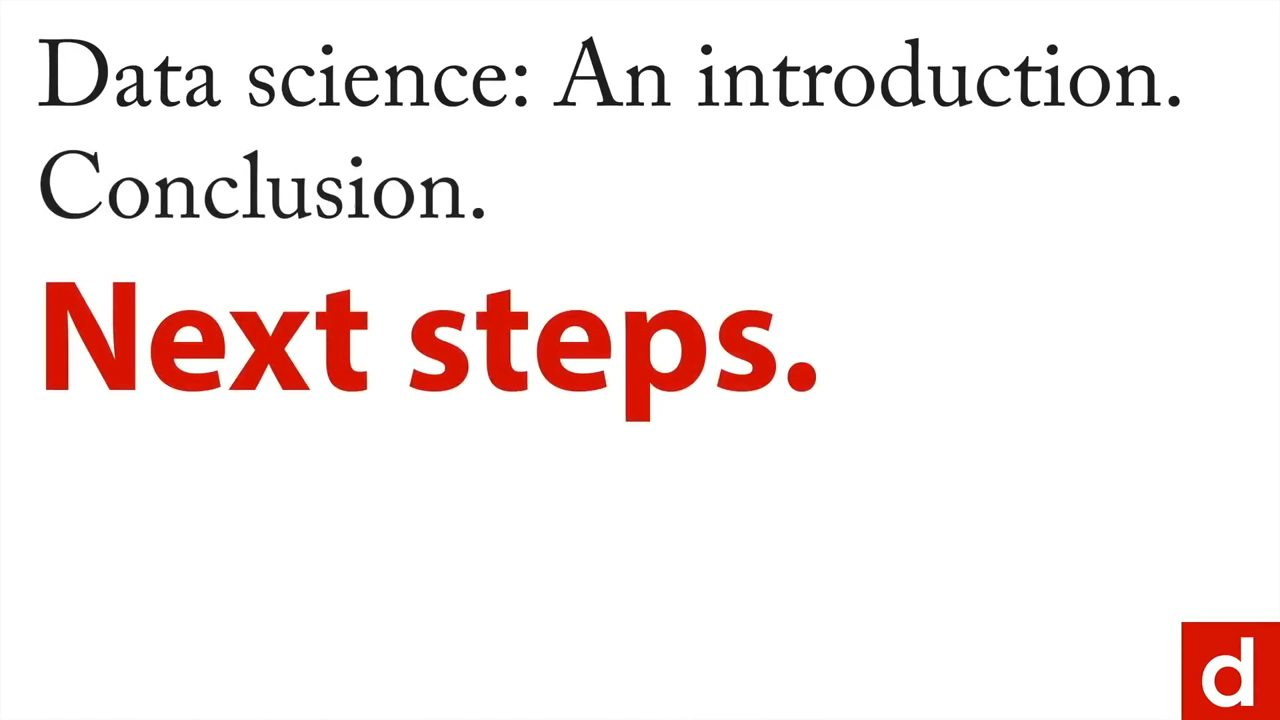 Data science: An introduction.
Conclusion.
Next steps.
d